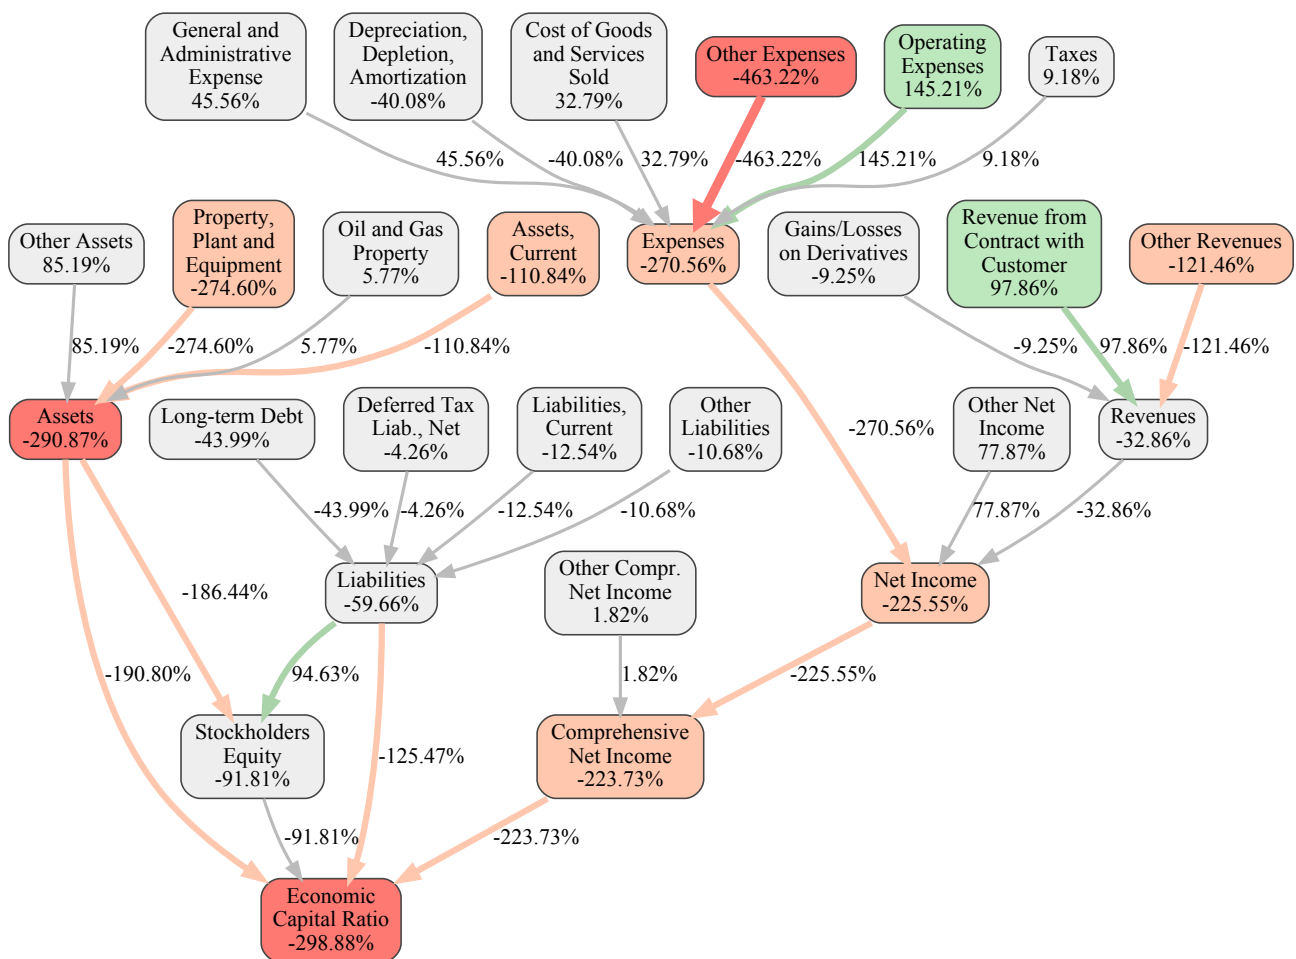 General and
Administrative
Expense
45.56%
Depreciation,
Depletion,
Amortization
-40.08%
Cost of Goods
and Services
Sold
32.79%
Other Expenses
-463.22%
Operating
Expenses
145.21%
Taxes
9.18%
45.56%
-40.08%
32.79%
-463.22%
145.21%
9.18%
Other Assets
85.19%
Property,
Plant and
Equipment
-274.60%
Oil and Gas
Property
5.77%
Assets,
Current
-110.84%
Expenses
-270.56%
Gains/Losses
on Derivatives
-9.25%
Revenue from
Contract with
Customer
97.86%
Other Revenues
-121.46%
85.19%
-274.60%
5.77%
-110.84%
-9.25%
97.86%
-121.46%
Assets
-290.87%
Long-term Debt
-43.99%
Deferred Tax
Liab., Net
-4.26%
Liabilities,
Current
-12.54%
Other
Liabilities
-10.68%
-270.56%
Other Net
Income
77.87%
Revenues
-32.86%
-43.99%
-4.26%
-12.54%
-10.68%
77.87%
-32.86%
-186.44%
Liabilities
-59.66%
Other Compr.
Net Income
1.82%
Net Income
-225.55%
-190.80%
94.63%
1.82%
-225.55%
Stockholders
Equity
-91.81%
-125.47%
Comprehensive
Net Income
-223.73%
-91.81%
-223.73%
Economic
Capital Ratio
-298.88%